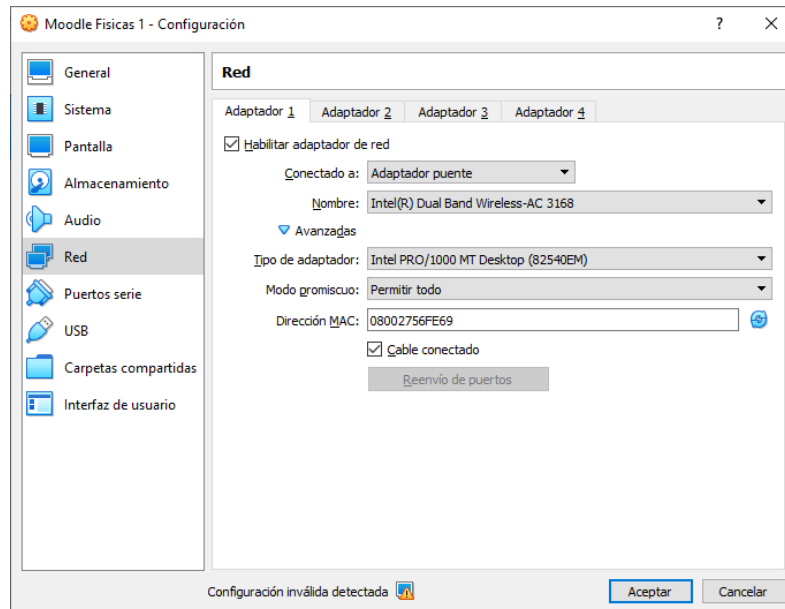 Moodle Fisicas 1 - Configuración
?
General
Sistema
Pantalla
Almacenamiento
Audio
Red
Puertos serie
USB
Carpetas compartidas
Interfaz de usuario
Red
Adaptador 1 Adaptador 2 Adaptador 3 Adaptador 4
Habilitar adaptador de red
Conectado a: Adaptador puente
Nombre: Intel(R) Dual Band Wireless-AC 3168
Avanzadas
Tipo de adaptador: Intel PRO/1000 MT Desktop (82540EM)
Modo promiscuo: Permitir todo
Dirección MAC: 08002756FE69
Cable conectado
Reenvío de puertos
Configuración inválida detectada
Aceptar Cancelar